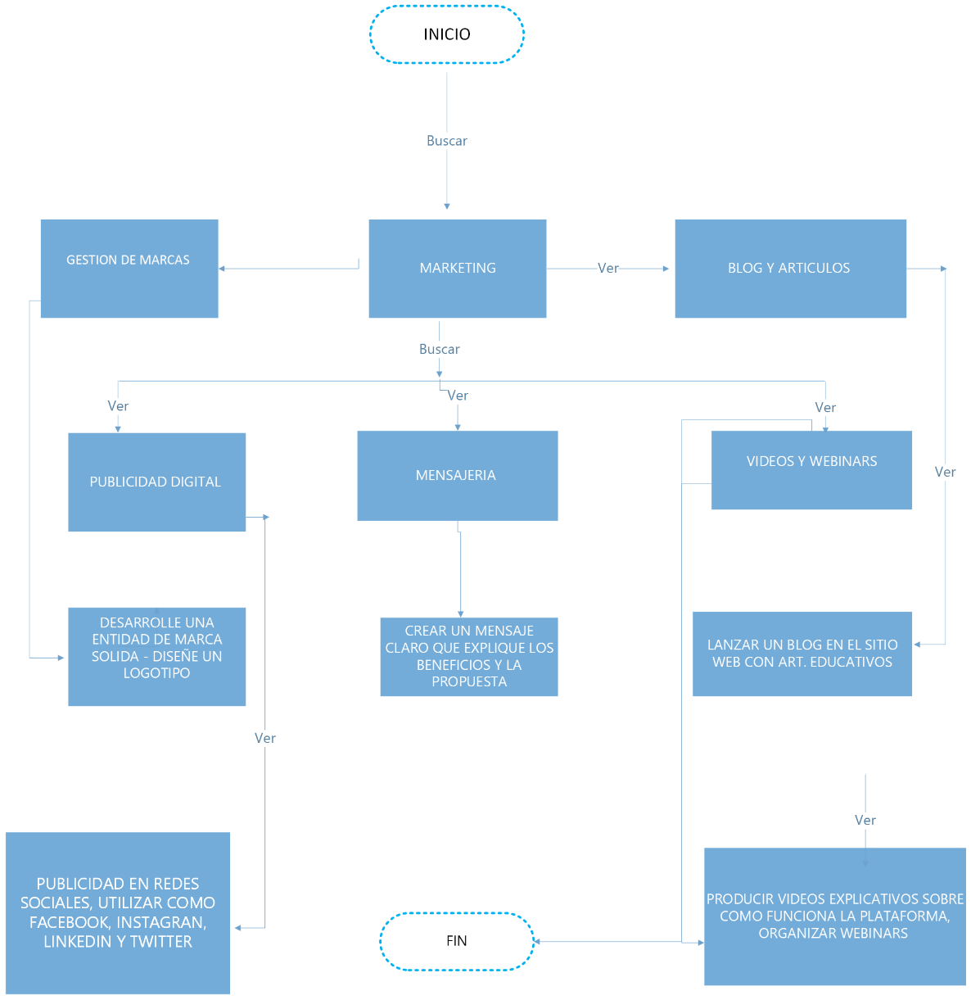 INICIO
Buscar
GESTION DE MARCAS
MARKETING
Ver
BLOG Y ARTICULOS
Buscar
Ver
Ver
Ver
PUBLICIDAD DIGITAL
MENSAJERIA
VIDEOS Y WEBINARS
Ver
DESARROLLE UNA
ENTIDAD DE MARCA
SOLIDA - DISEÑE UN
LOGOTIPO
CREAR UN MENSAJE
CLARO QUE EXPLIQUE LOS
BENEFICIOS Y LA
PROPUESTA
LANZAR UN BLOG EN EL SITIO
WEB CON ART. EDUCATIVOS
Ver
Ver
PUBLICIDAD EN REDES
SOCIALES, UTILIZAR COMO
FACEBOOK, INSTAGRAN,
LINKEDIN Y TWITTER
FIN
PRODUCIR VIDEOS EXPLICATIVOS SOBRE
COMO FUNCIONA LA PLATAFORMA,
ORGANIZAR WEBINARS